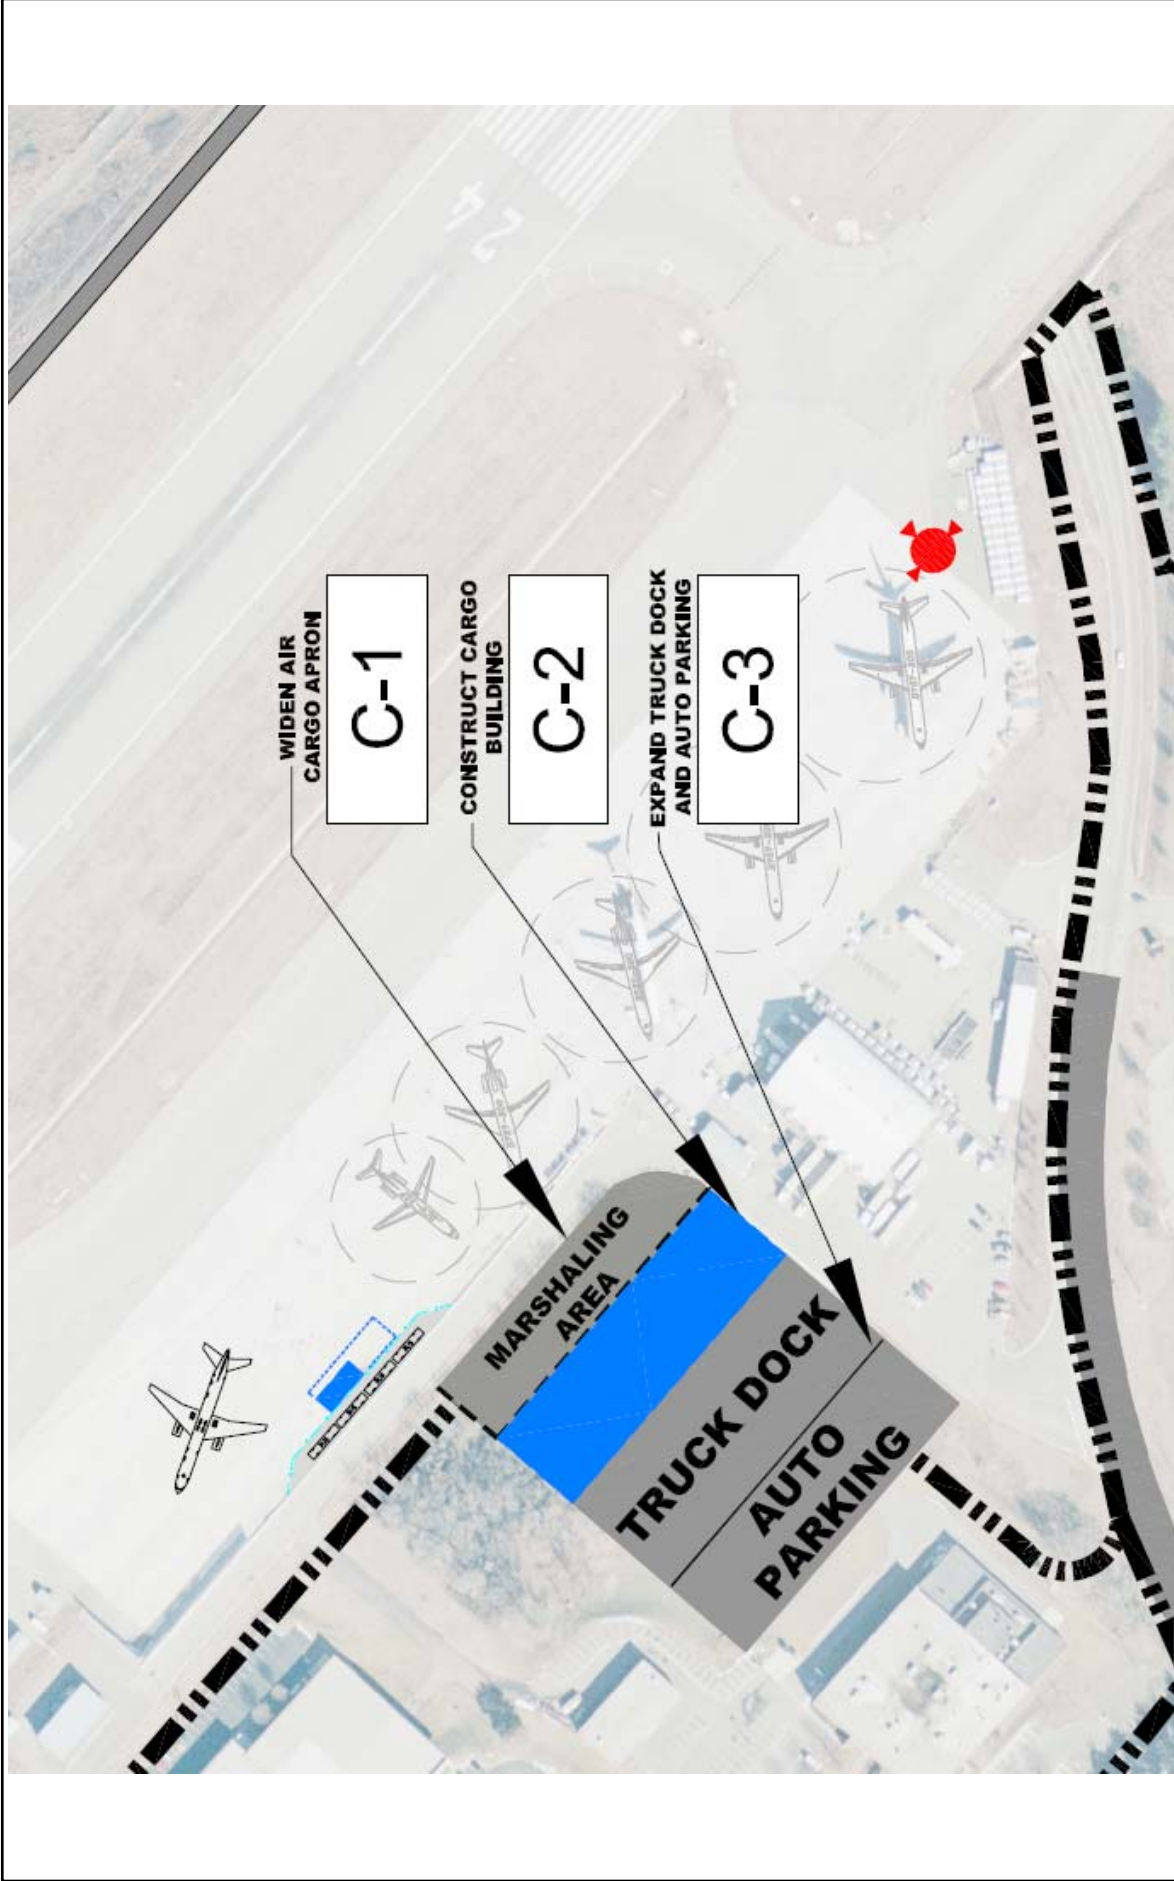 WIDEN AIR
CARGO APRON
C-1
CONSTRUCT CARGO
BUILDING
C-2
EXPAND TRUCK DOCK
AND AUTO PARKING
C-3
MARSHALING
AREA
TRUCK DOCK
AUTO
PARKING
24